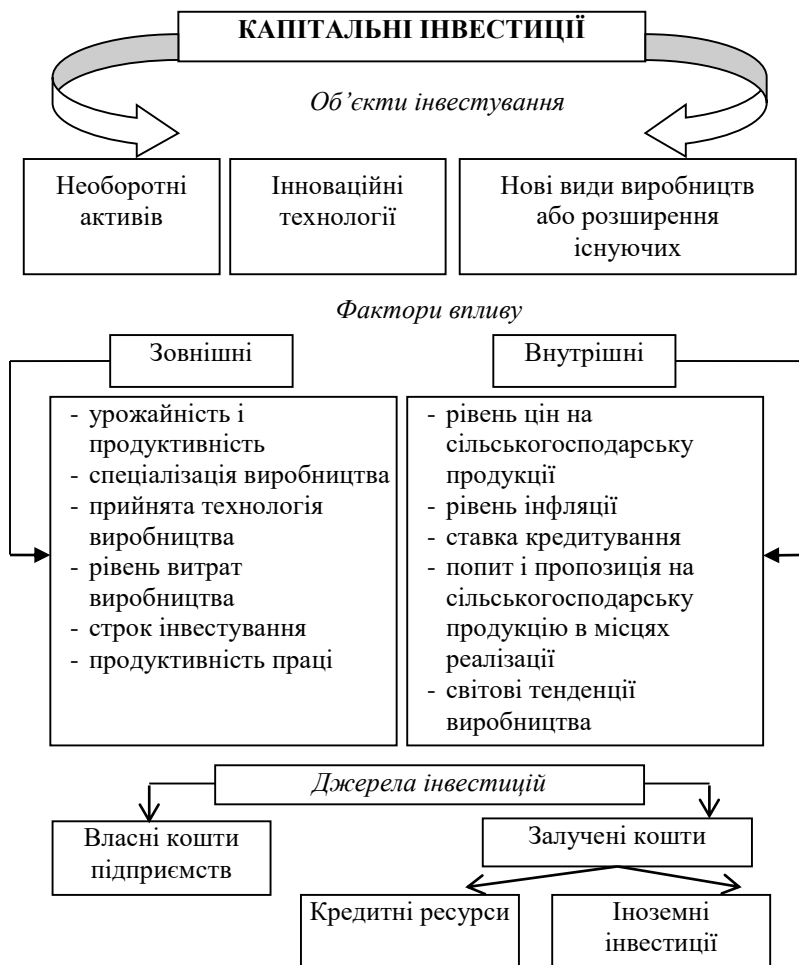 КАПІТАЛЬНІ ІНВЕСТИЦІЇ
Об’єкти інвестування
Необоротні
активів
Інноваційні
технології
Нові види виробництв
або розширення
існуючих
Фактори впливу
Зовнішні
Внутрішні
- урожайність і
продуктивність
- спеціалізація виробництва
- прийнята технологія
виробництва
- рівень витрат
виробництва
- строк інвестування
- продуктивність праці
- рівень цін на
сільськогосподарську
продукції
- рівень інфляції
- ставка кредитування
- попит і пропозиція на
сільськогосподарську
продукцію в місцях
реалізації
- світові тенденції
виробництва
Джерела інвестицій
Власні кошти
підприємств
Залучені кошти
Кредитні ресурси
Іноземні
інвестиції